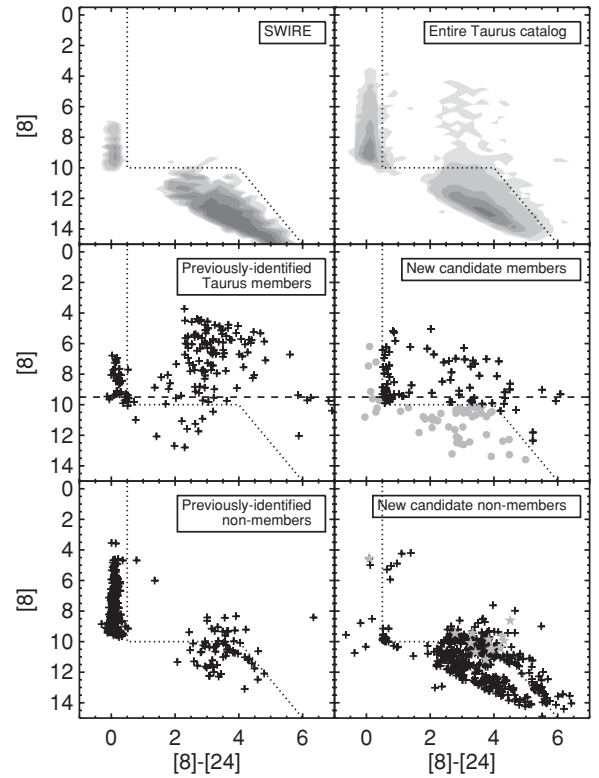 0
2
4
6
8
10
12
14
[8]
SWIRE
Entire Taurus catalog
0
2
4
6
8
10
12
14
[8]
Previously-identified
Taurus members
New candidate members
0
2
4
6
8
10
12
14
[8]
Previously-identified
non-members
New candidate non-members
0 2 4 6
0 2 4 6
[8]-[24]
[8]-[24]